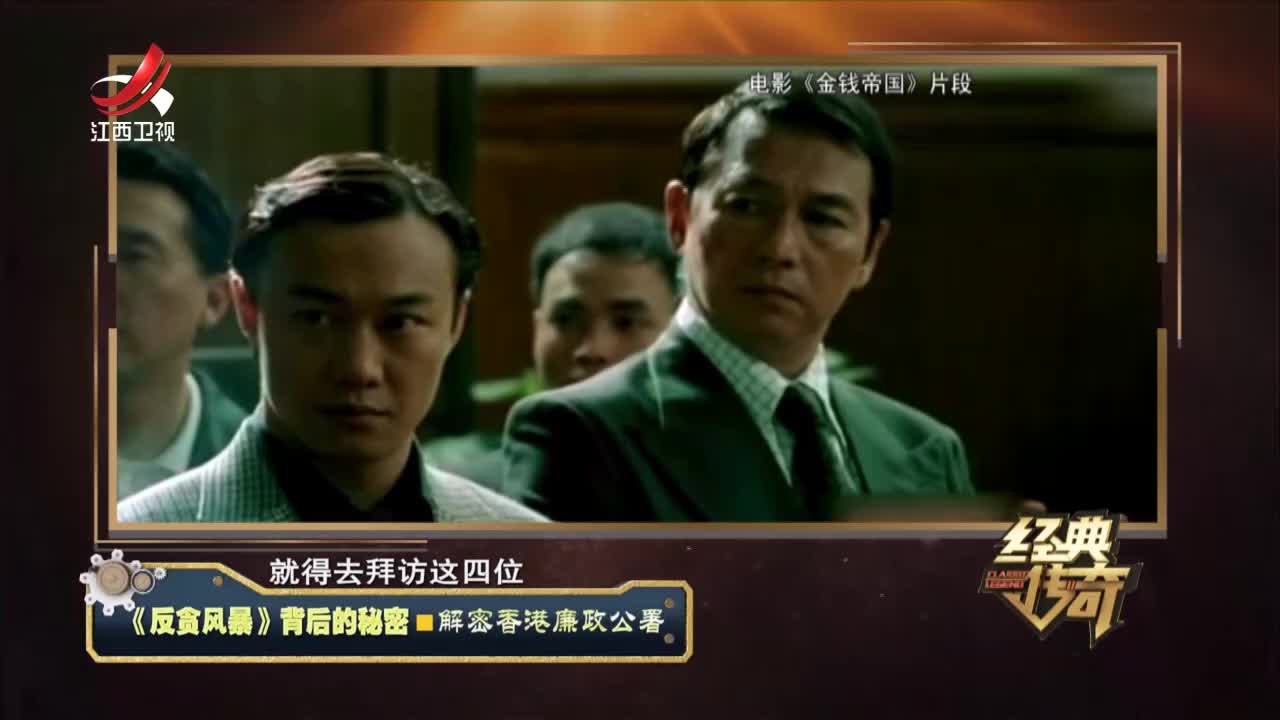 江西卫视
电影《金钱帝国》片段
经典
CLASSIC
LEGEND
传奇
就得去拜访这四位
《反贪风暴》背后的秘密■解密香港廉政公署